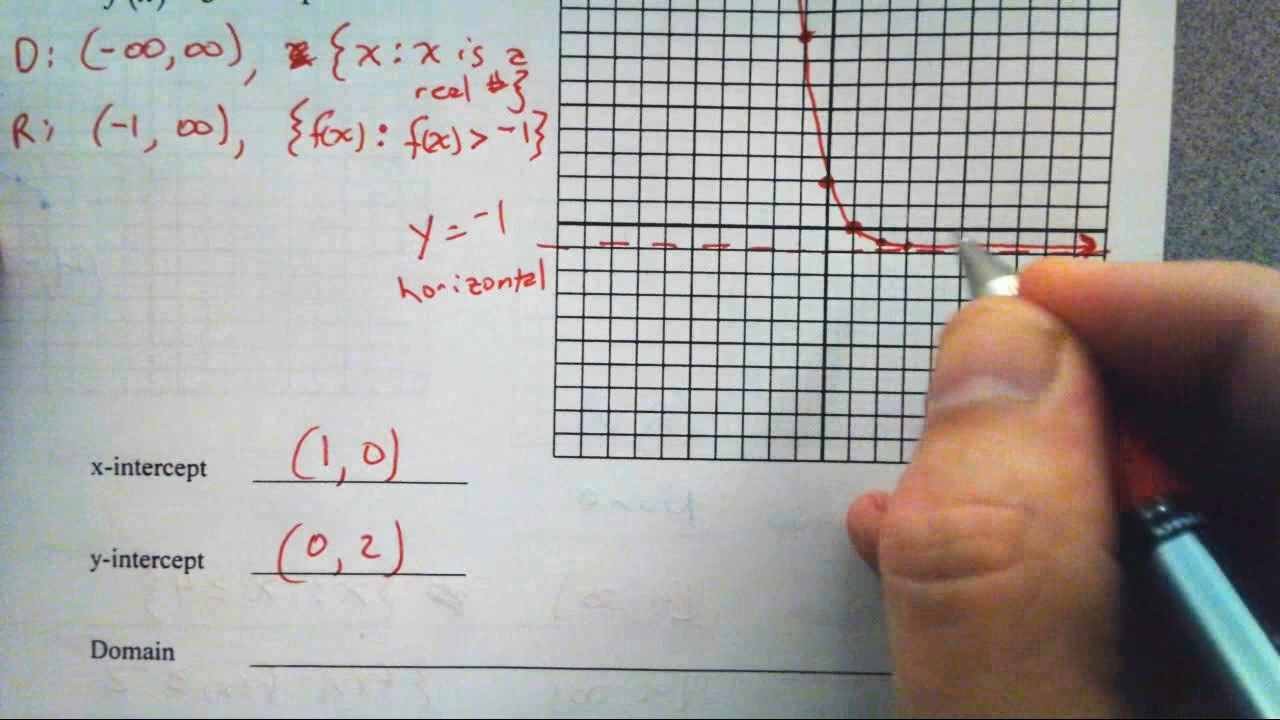 D: (-∞,∞), {x : x is a
real #}
R: (-1, ∞), {f(x) : f(x) > -1}
y = -1
horizontal
x-intercept (1, 0)
y-intercept (0, 2)
Domain